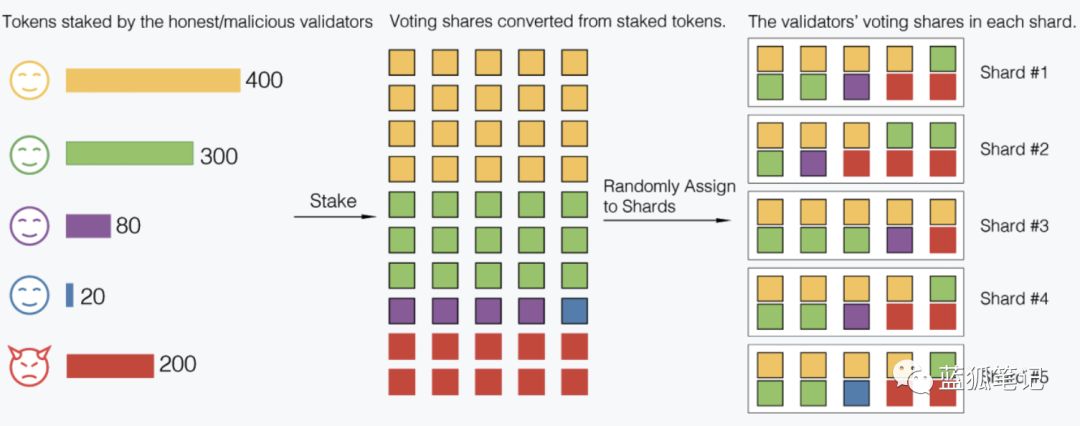 Tokens staked by the honest/malicious validators
Voting shares converted from staked tokens.
The validators' voting shares in each shard.
400
300
80
20
200
Stake
Randomly Assign
to Shards
Shard #1
Shard #2
Shard #3
Shard #4
Shard #5
蓝狐笔记